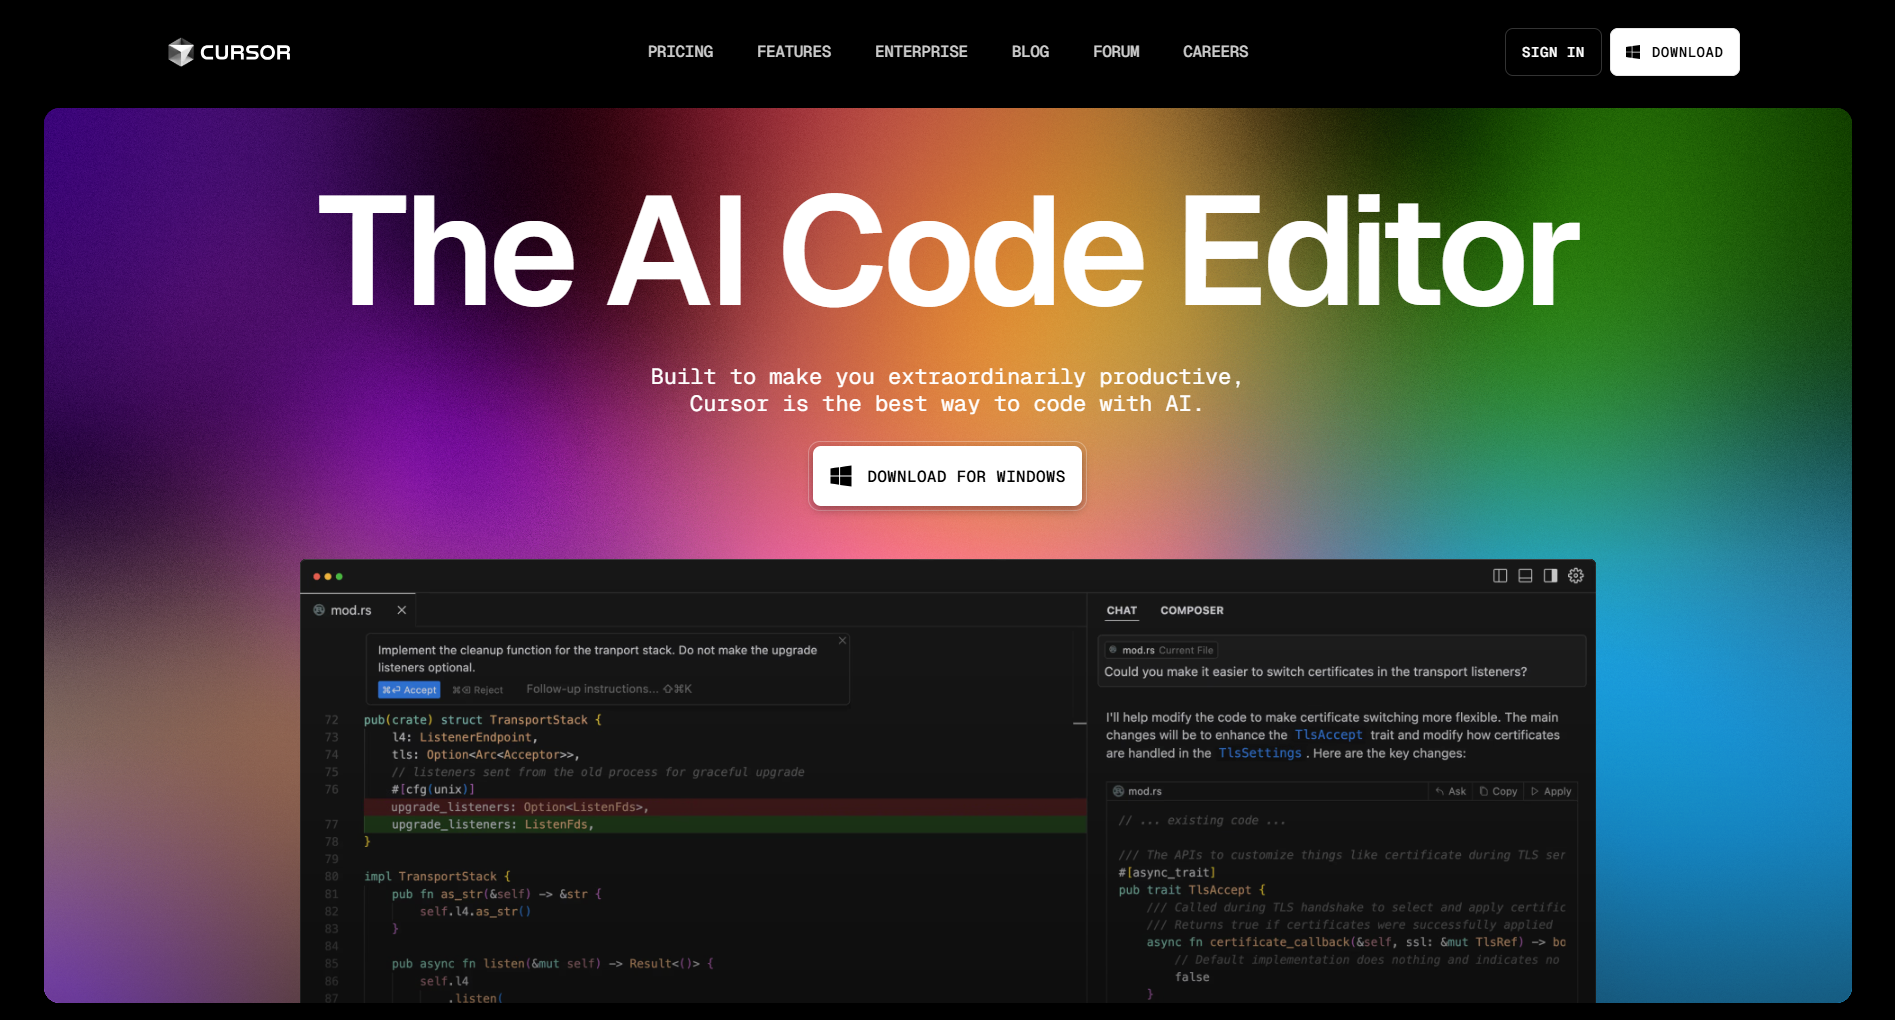 CURSOR
PRICING FEATURES ENTERPRISE BLOG FORUM CAREERS
SIGN IN
DOWNLOAD
The AI Code Editor
Built to make you extraordinarily productive,
Cursor is the best way to code with AI.
DOWNLOAD FOR WINDOWS
mod.rs
Implement the cleanup function for the tranport stack. Do not make the upgrade
listeners optional.
⌘⏎ Accept ⌘⌫ Reject Follow-up instructions... ⇧⌘K
72 pub(crate) struct TransportStack {
73 l4: ListenerEndpoint,
74 tls: Option<Arc<Acceptor>>,
75 // listeners sent from the old process for graceful upgrade
76 #[cfg(unix)]
upgrade_listeners: Option<ListenFds>,
77 upgrade_listeners: ListenFds,
78 }
79
80 impl TransportStack {
81 pub fn as_str(&self) -> &str {
82 self.l4.as_str()
83 }
84
85 pub async fn listen(&mut self) -> Result<()> {
86 self.l4
87 .listen(
CHAT COMPOSER
mod.rs Current File
Could you make it easier to switch certificates in the transport listeners?
I'll help modify the code to make certificate switching more flexible. The main
changes will be to enhance the TlsAccept trait and modify how certificates
are handled in the TlsSettings . Here are the key changes:
mod.rs Ask Copy Apply
// ... existing code ...
/// The APIs to customize things like certificate during TLS ser
#[async_trait]
pub trait TlsAccept {
/// Called during TLS handshake to select and apply certific
/// Returns true if certificates were successfully applied
async fn certificate_callback(&self, ssl: &mut TlsRef) -> bo
// Default implementation does nothing and indicates no
false
}